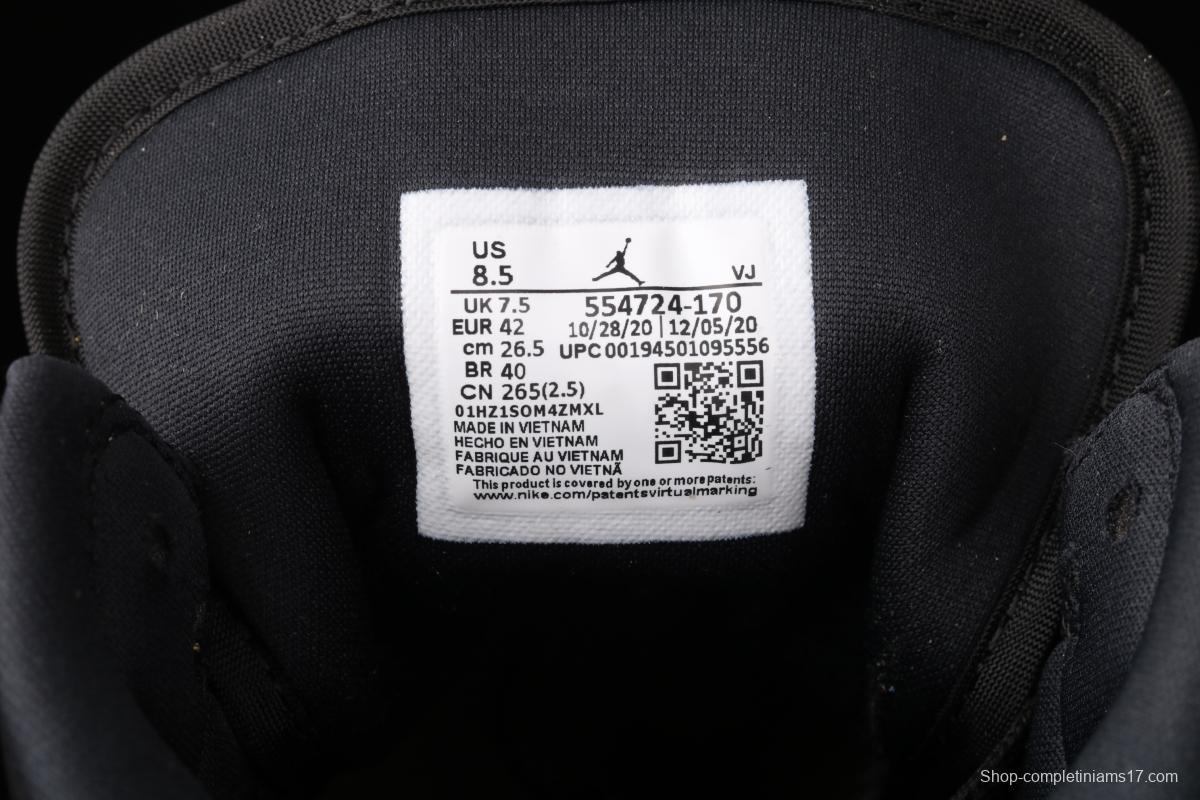 US
8.5
VJ
UK 7.5
554724-170
EUR 42
10/28/20 | 12/05/20
cm 26.5
UPC 00194501095556
BR 40
CN 265(2.5)
01HZ1SOM4ZMXL
MADE IN VIETNAM
HECHO EN VIETNAM
FABRIQUE AU VIETNAM
FABRICADO NO VIETNÃ
This product is covered by one or more patents:
www.nike.com/patentsvirtualmarking
Shop-completiniams17.com